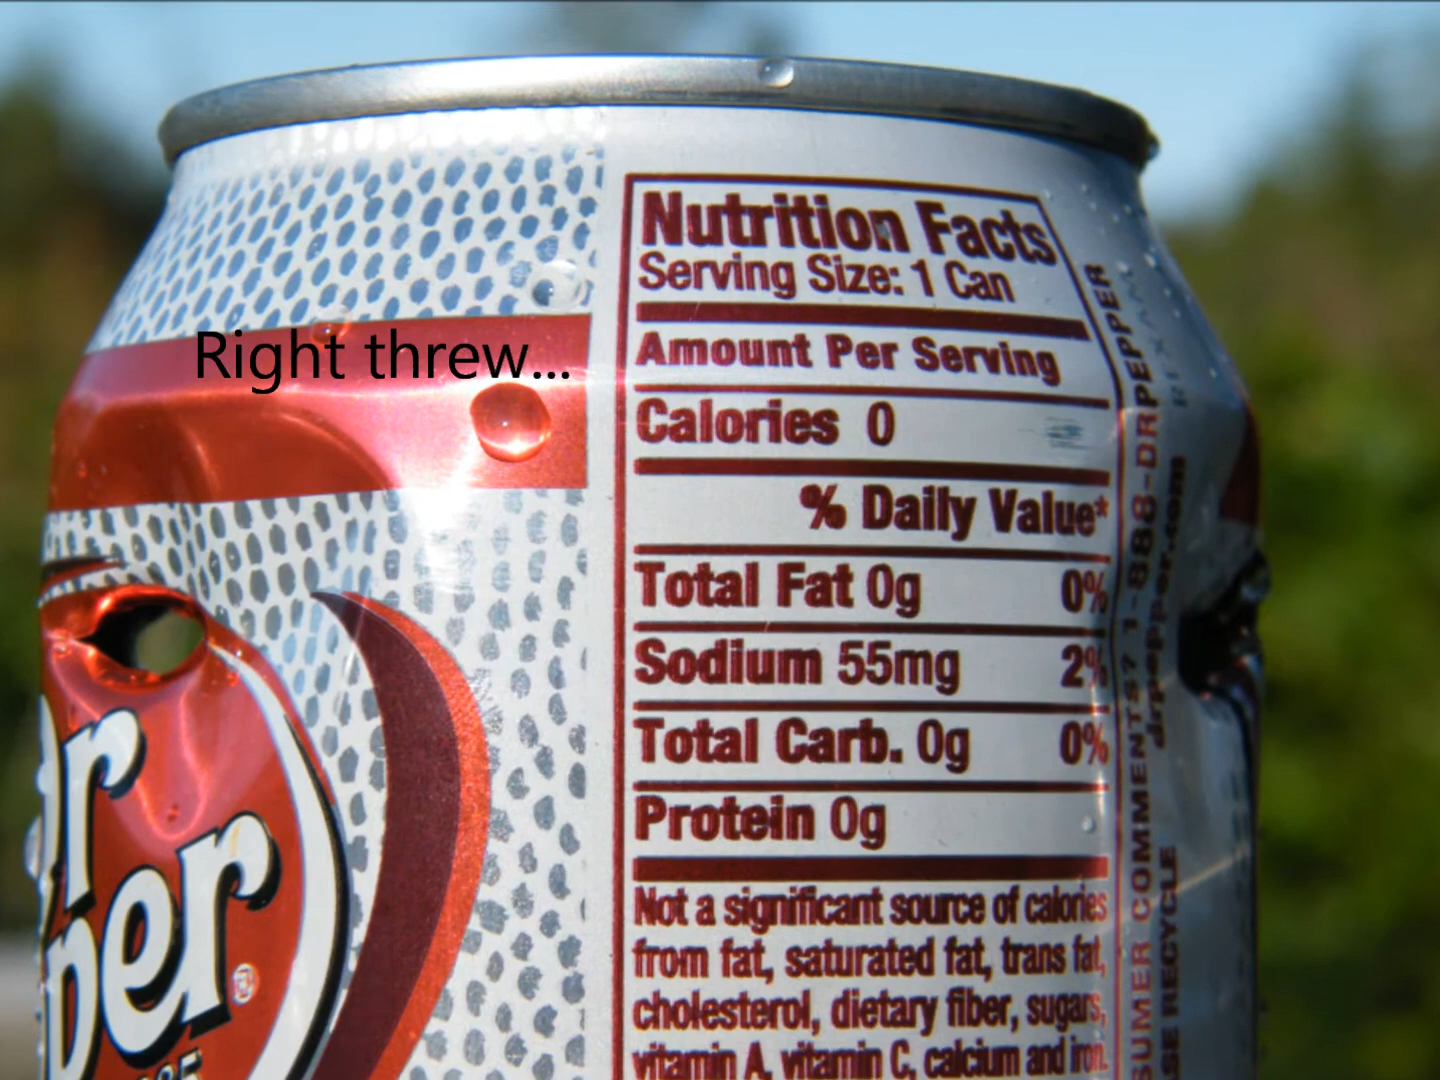 Right threw...
Nutrition Facts
Serving Size: 1 Can
Amount Per Serving
Calories 0
% Daily Value*
Total Fat 0g 0%
Sodium 55mg 2%
Total Carb. 0g 0%
Protein 0g
Not a significant source of calories
from fat, saturated fat, trans fat,
cholesterol, dietary fiber, sugars,
vitamin A, vitamin C, calcium and iron.
SUMER COMMENTS? 1-888-DRPEPPER
drpepper.com
SE RECYCLE
r
per®